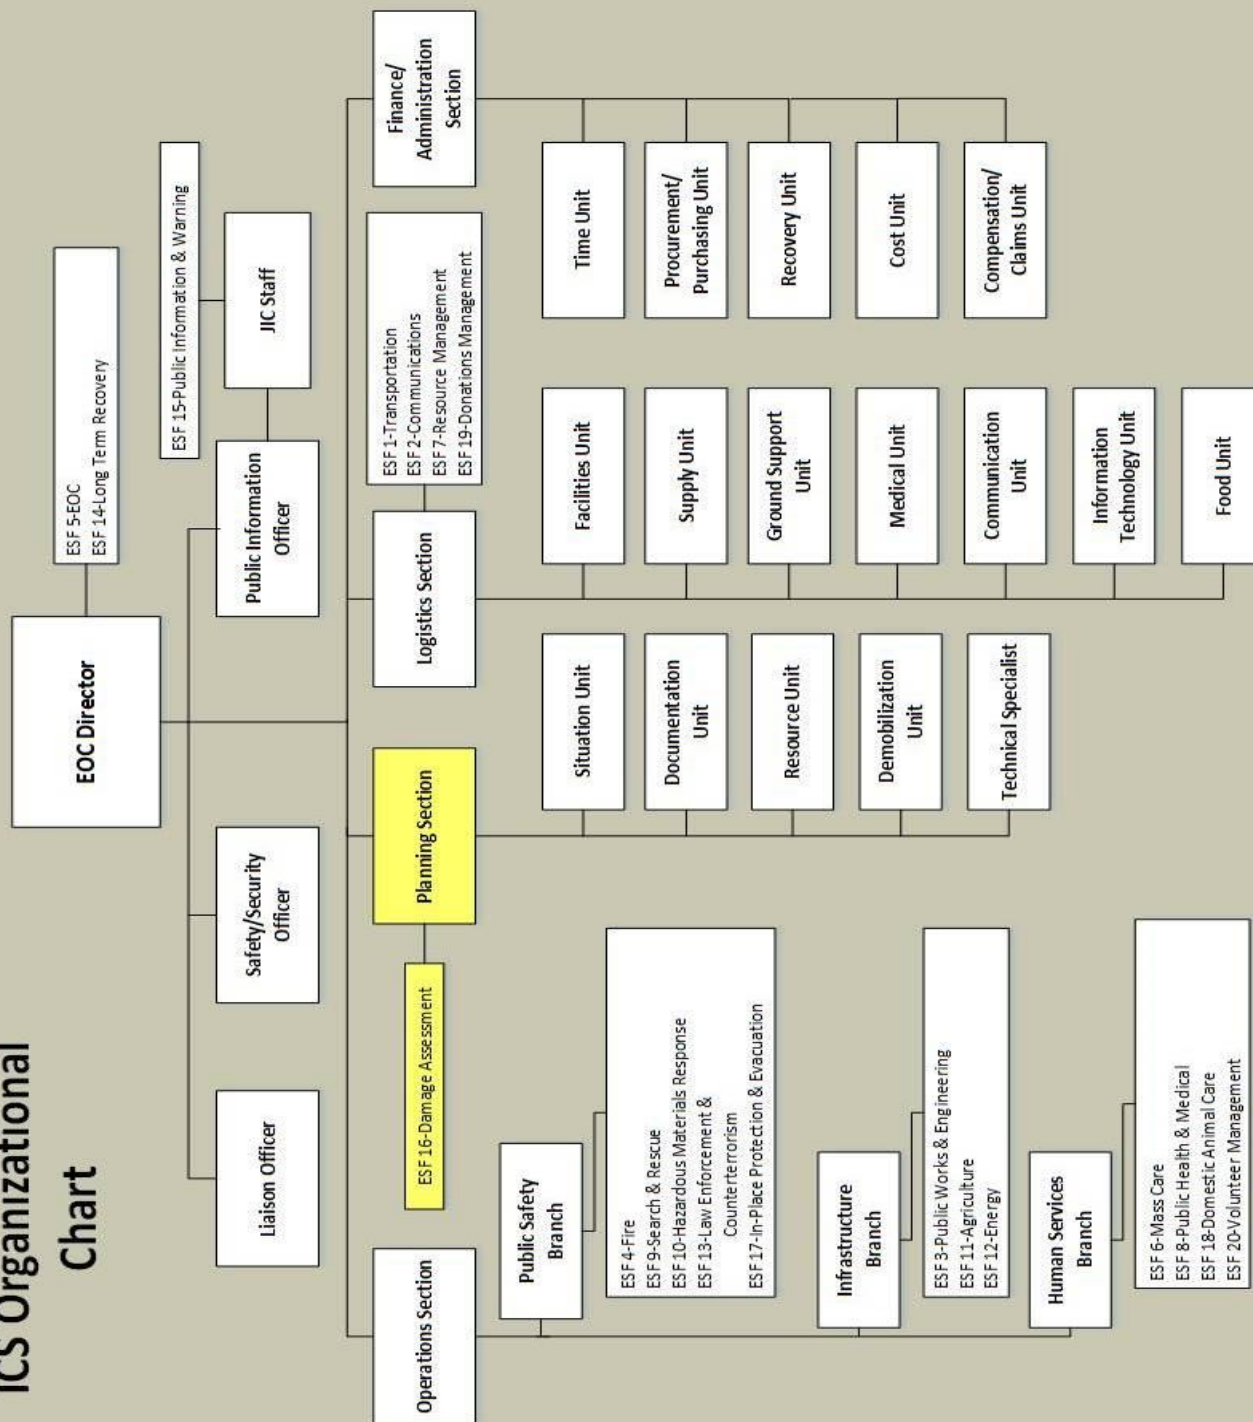 ICS Organizational
Chart
EOC Director
ESF 5-EOC
ESF 14-Long Term Recovery
ESF 15-Public Information & Warning
Liaison Officer
Safety/Security
Officer
Public Information
Officer
JIC Staff
Operations Section
ESF 16-Damage Assessment
Planning Section
Logistics Section
ESF 1-Transportation
ESF 2-Communications
ESF 7-Resource Management
ESF 19-Donations Management
Finance/
Administration
Section
Public Safety
Branch
ESF 4-Fire
ESF 9-Search & Rescue
ESF 10-Hazardous Materials Response
ESF 13-Law Enforcement &
Counterterrorism
ESF 17-In-Place Protection & Evacuation
Infrastructure
Branch
ESF 3-Public Works & Engineering
ESF 11-Agriculture
ESF 12-Energy
Human Services
Branch
ESF 6-Mass Care
ESF 8-Public Health & Medical
ESF 18-Domestic Animal Care
ESF 20-Volunteer Management
Situation Unit
Documentation
Unit
Resource Unit
Demobilization
Unit
Technical Specialist
Facilities Unit
Supply Unit
Ground Support
Unit
Medical Unit
Communication
Unit
Information
Technology Unit
Food Unit
Time Unit
Procurement/
Purchasing Unit
Recovery Unit
Cost Unit
Compensation/
Claims Unit